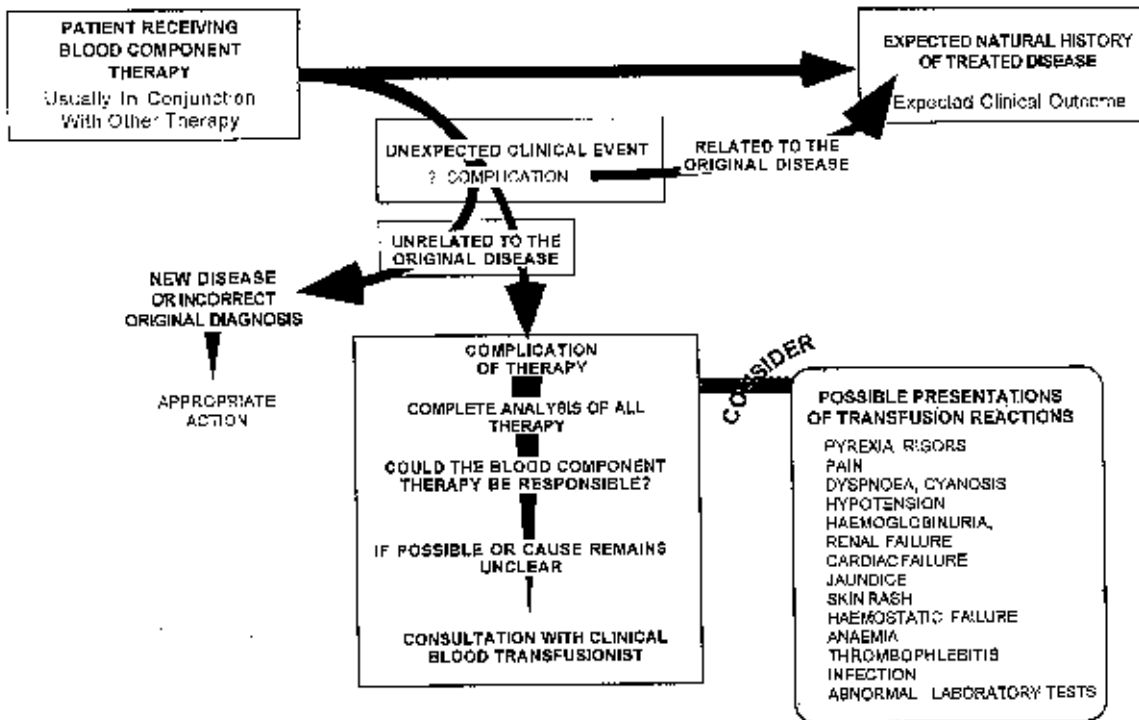 PATIENT RECEIVING
BLOOD COMPONENT
THERAPY
Usually In Conjunction
With Other Therapy
EXPECTED NATURAL HISTORY
OF TREATED DISEASE
Expected Clinical Outcome
UNEXPECTED CLINICAL EVENT
? COMPLICATION
RELATED TO THE
ORIGINAL DISEASE
UNRELATED TO THE
ORIGINAL DISEASE
NEW DISEASE
OR INCORRECT
ORIGINAL DIAGNOSIS
APPROPRIATE
ACTION
COMPLICATION
OF THERAPY
COMPLETE ANALYSIS OF ALL
THERAPY
COULD THE BLOOD COMPONENT
THERAPY BE RESPONSIBLE?
IF POSSIBLE OR CAUSE REMAINS
UNCLEAR
CONSULTATION WITH CLINICAL
BLOOD TRANSFUSIONIST
CONSIDER
POSSIBLE PRESENTATIONS
OF TRANSFUSION REACTIONS
PYREXIA RIGORS
PAIN
DYSPNOEA, CYANOSIS
HYPOTENSION
HAEMOGLOBINURIA,
RENAL FAILURE
CARDIAC FAILURE
JAUNDICE
SKIN RASH
HAEMOSTATIC FAILURE
ANAEMIA
THROMBOPHLEBITIS
INFECTION
ABNORMAL LABORATORY TESTS